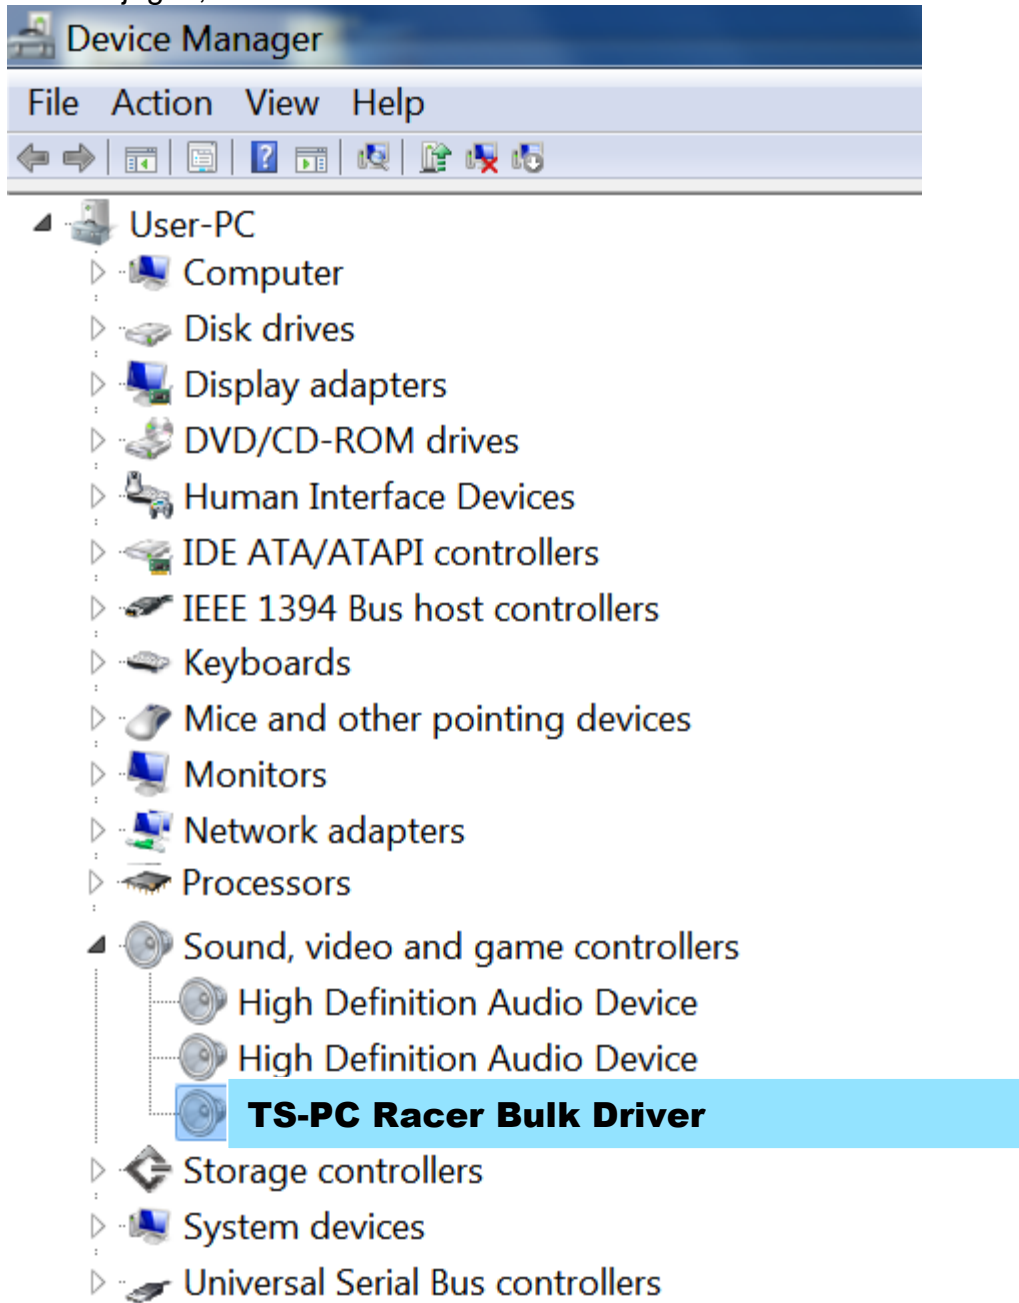 Device Manager
File Action View Help
User-PC
Computer
Disk drives
Display adapters
DVD/CD-ROM drives
Human Interface Devices
IDE ATA/ATAPI controllers
IEEE 1394 Bus host controllers
Keyboards
Mice and other pointing devices
Monitors
Network adapters
Processors
Sound, video and game controllers
High Definition Audio Device
High Definition Audio Device
TS-PC Racer Bulk Driver
Storage controllers
System devices
Universal Serial Bus controllers